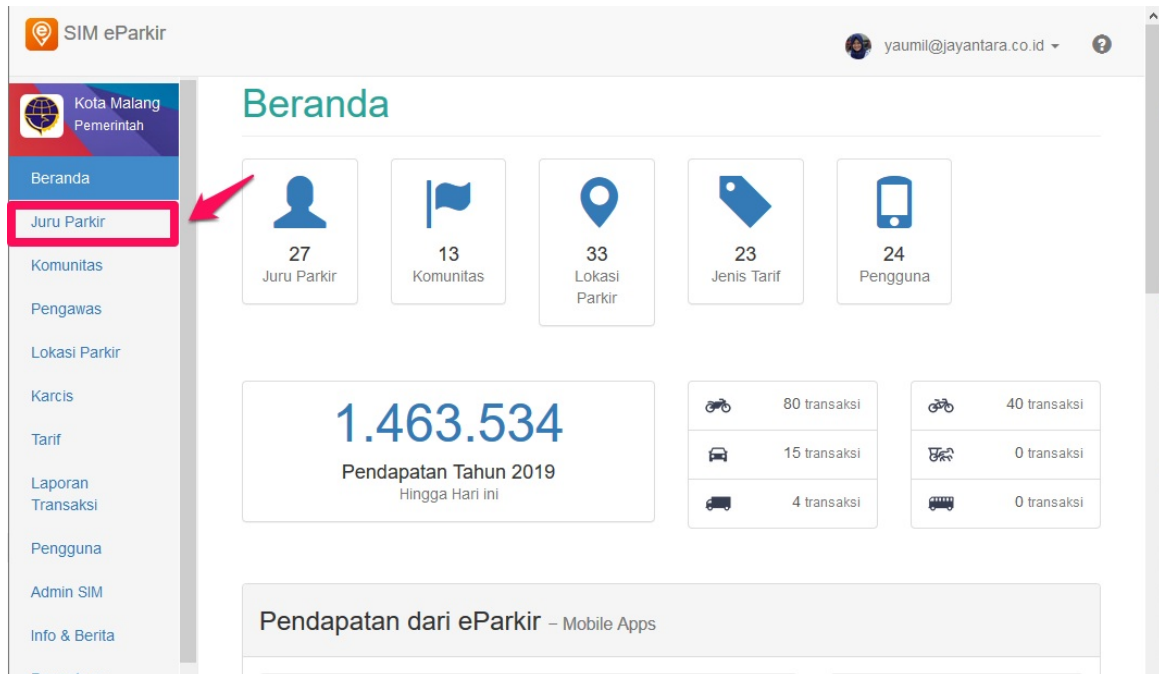 SIM eParkir
yaumil@jayantara.co.id
Kota Malang
Pemerintah
Beranda
Juru Parkir
Komunitas
Pengawas
Lokasi Parkir
Karcis
Tarif
Laporan
Transaksi
Pengguna
Admin SIM
Info & Berita
Beranda
27
Juru Parkir
13
Komunitas
33
Lokasi
Parkir
23
Jenis Tarif
24
Pengguna
1.463.534
Pendapatan Tahun 2019
Hingga Hari ini
80 transaksi
15 transaksi
4 transaksi
40 transaksi
0 transaksi
0 transaksi
Pendapatan dari eParkir – Mobile Apps